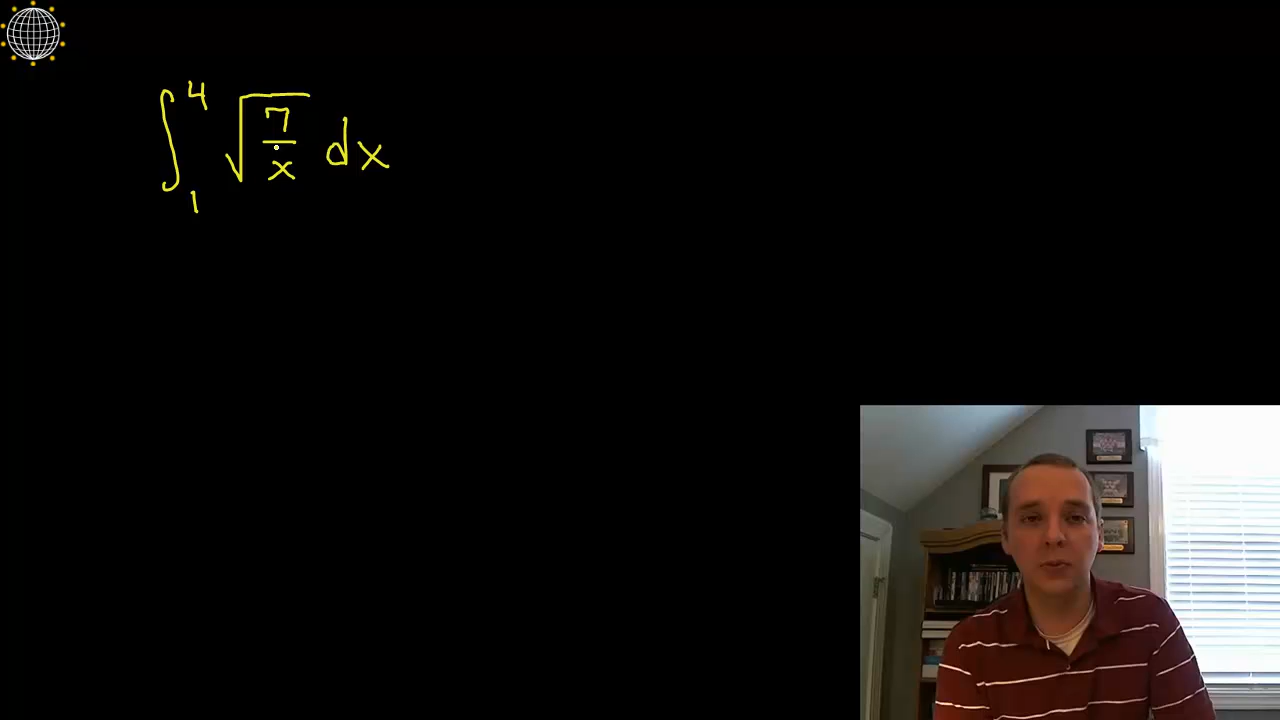 ∫₁⁴ √(7/x) dx